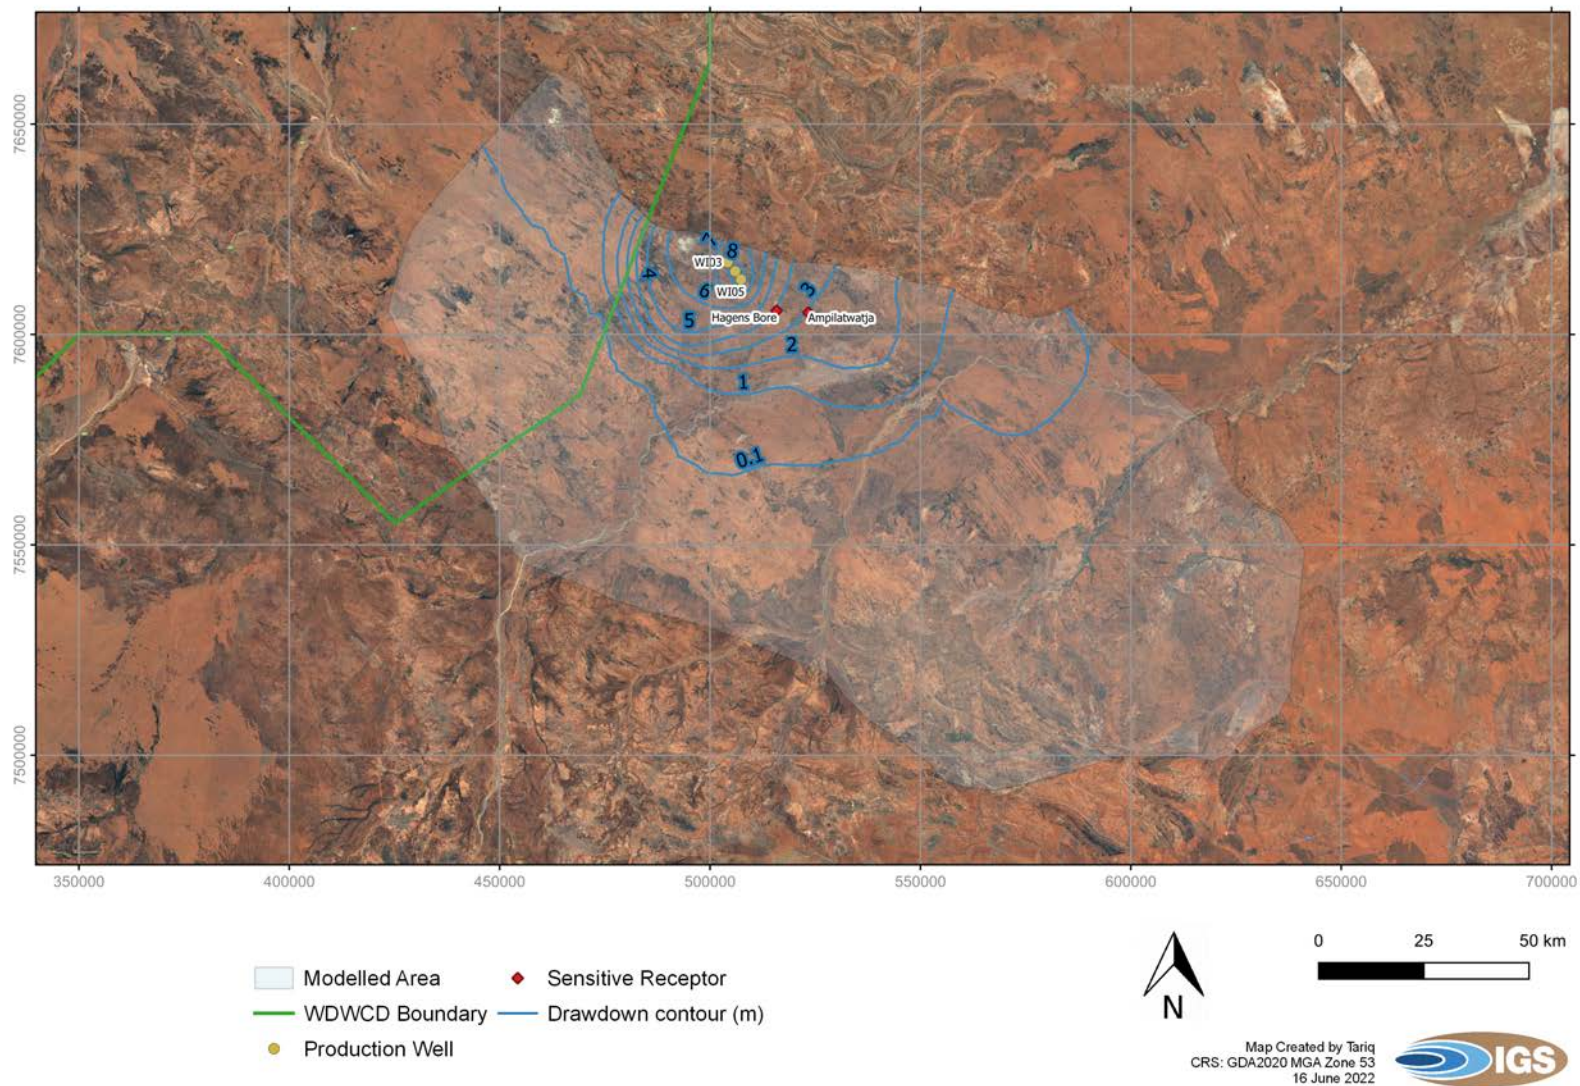 7650000
7600000
7550000
7500000
350000
400000
450000
500000
550000
600000
650000
700000
7
8
WI03
4
6
WI05
3
5
Hagens Bore
Ampilatwatja
2
1
0.1
Modelled Area
Sensitive Receptor
WDWCD Boundary
Drawdown contour (m)
Production Well
N
0 25 50 km
Map Created by Tariq
CRS: GDA2020 MGA Zone 53
16 June 2022
IGS